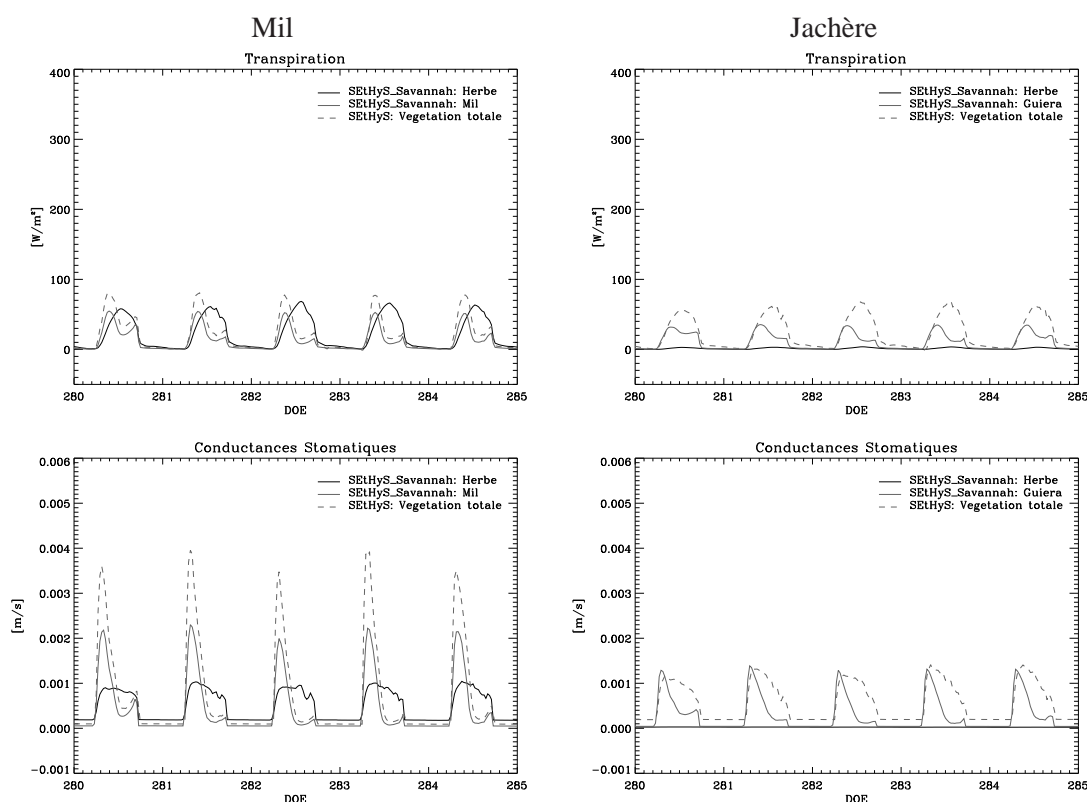 Mil
Jachère
Transpiration
400
300
200
100
0
[W/m²]
SEtHyS_Savannah: Herbe
SEtHyS_Savannah: Mil
SEtHyS: Vegetation totale
280 281 282 283 284 285
DOE
Transpiration
400
300
200
100
0
[W/m²]
SEtHyS_Savannah: Herbe
SEtHyS_Savannah: Guiera
SEtHyS: Vegetation totale
280 281 282 283 284 285
DOE
Conductances Stomatiques
0.006
0.005
0.004
0.003
0.002
0.001
0.000
-0.001
[m/s]
SEtHyS_Savannah: Herbe
SEtHyS_Savannah: Mil
SEtHyS: Vegetation totale
280 281 282 283 284 285
DOE
Conductances Stomatiques
0.006
0.005
0.004
0.003
0.002
0.001
0.000
-0.001
[m/s]
SEtHyS_Savannah: Herbe
SEtHyS_Savannah: Guiera
SEtHyS: Vegetation totale
280 281 282 283 284 285
DOE